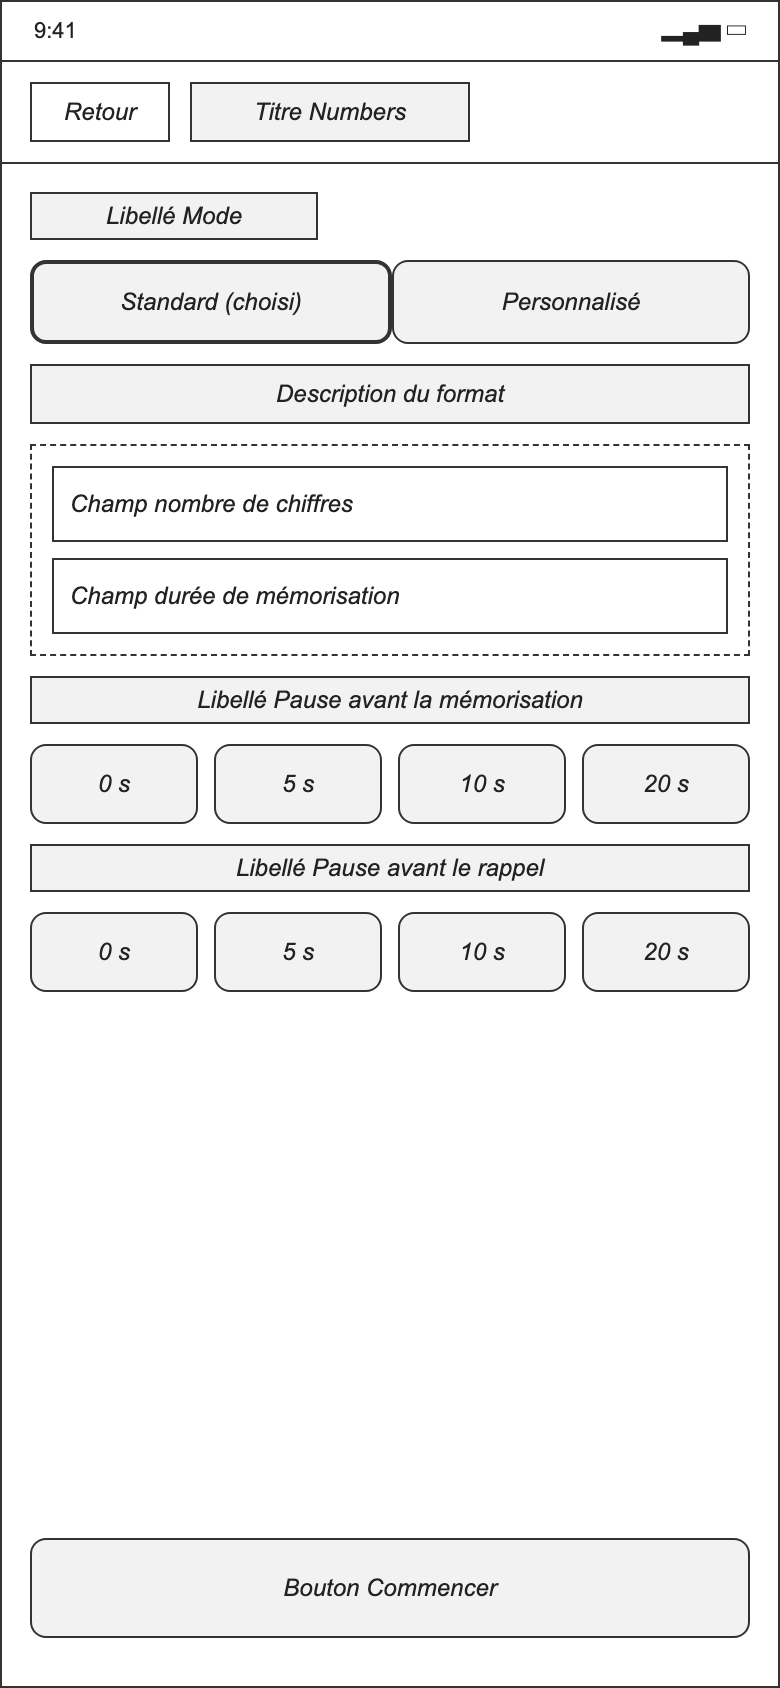 9:41
Retour
Titre Numbers
Libellé Mode
Standard (choisi)
Personnalisé
Description du format
Champ nombre de chiffres
Champ durée de mémorisation
Libellé Pause avant la mémorisation
0 s
5 s
10 s
20 s
Libellé Pause avant le rappel
0 s
5 s
10 s
20 s
Bouton Commencer